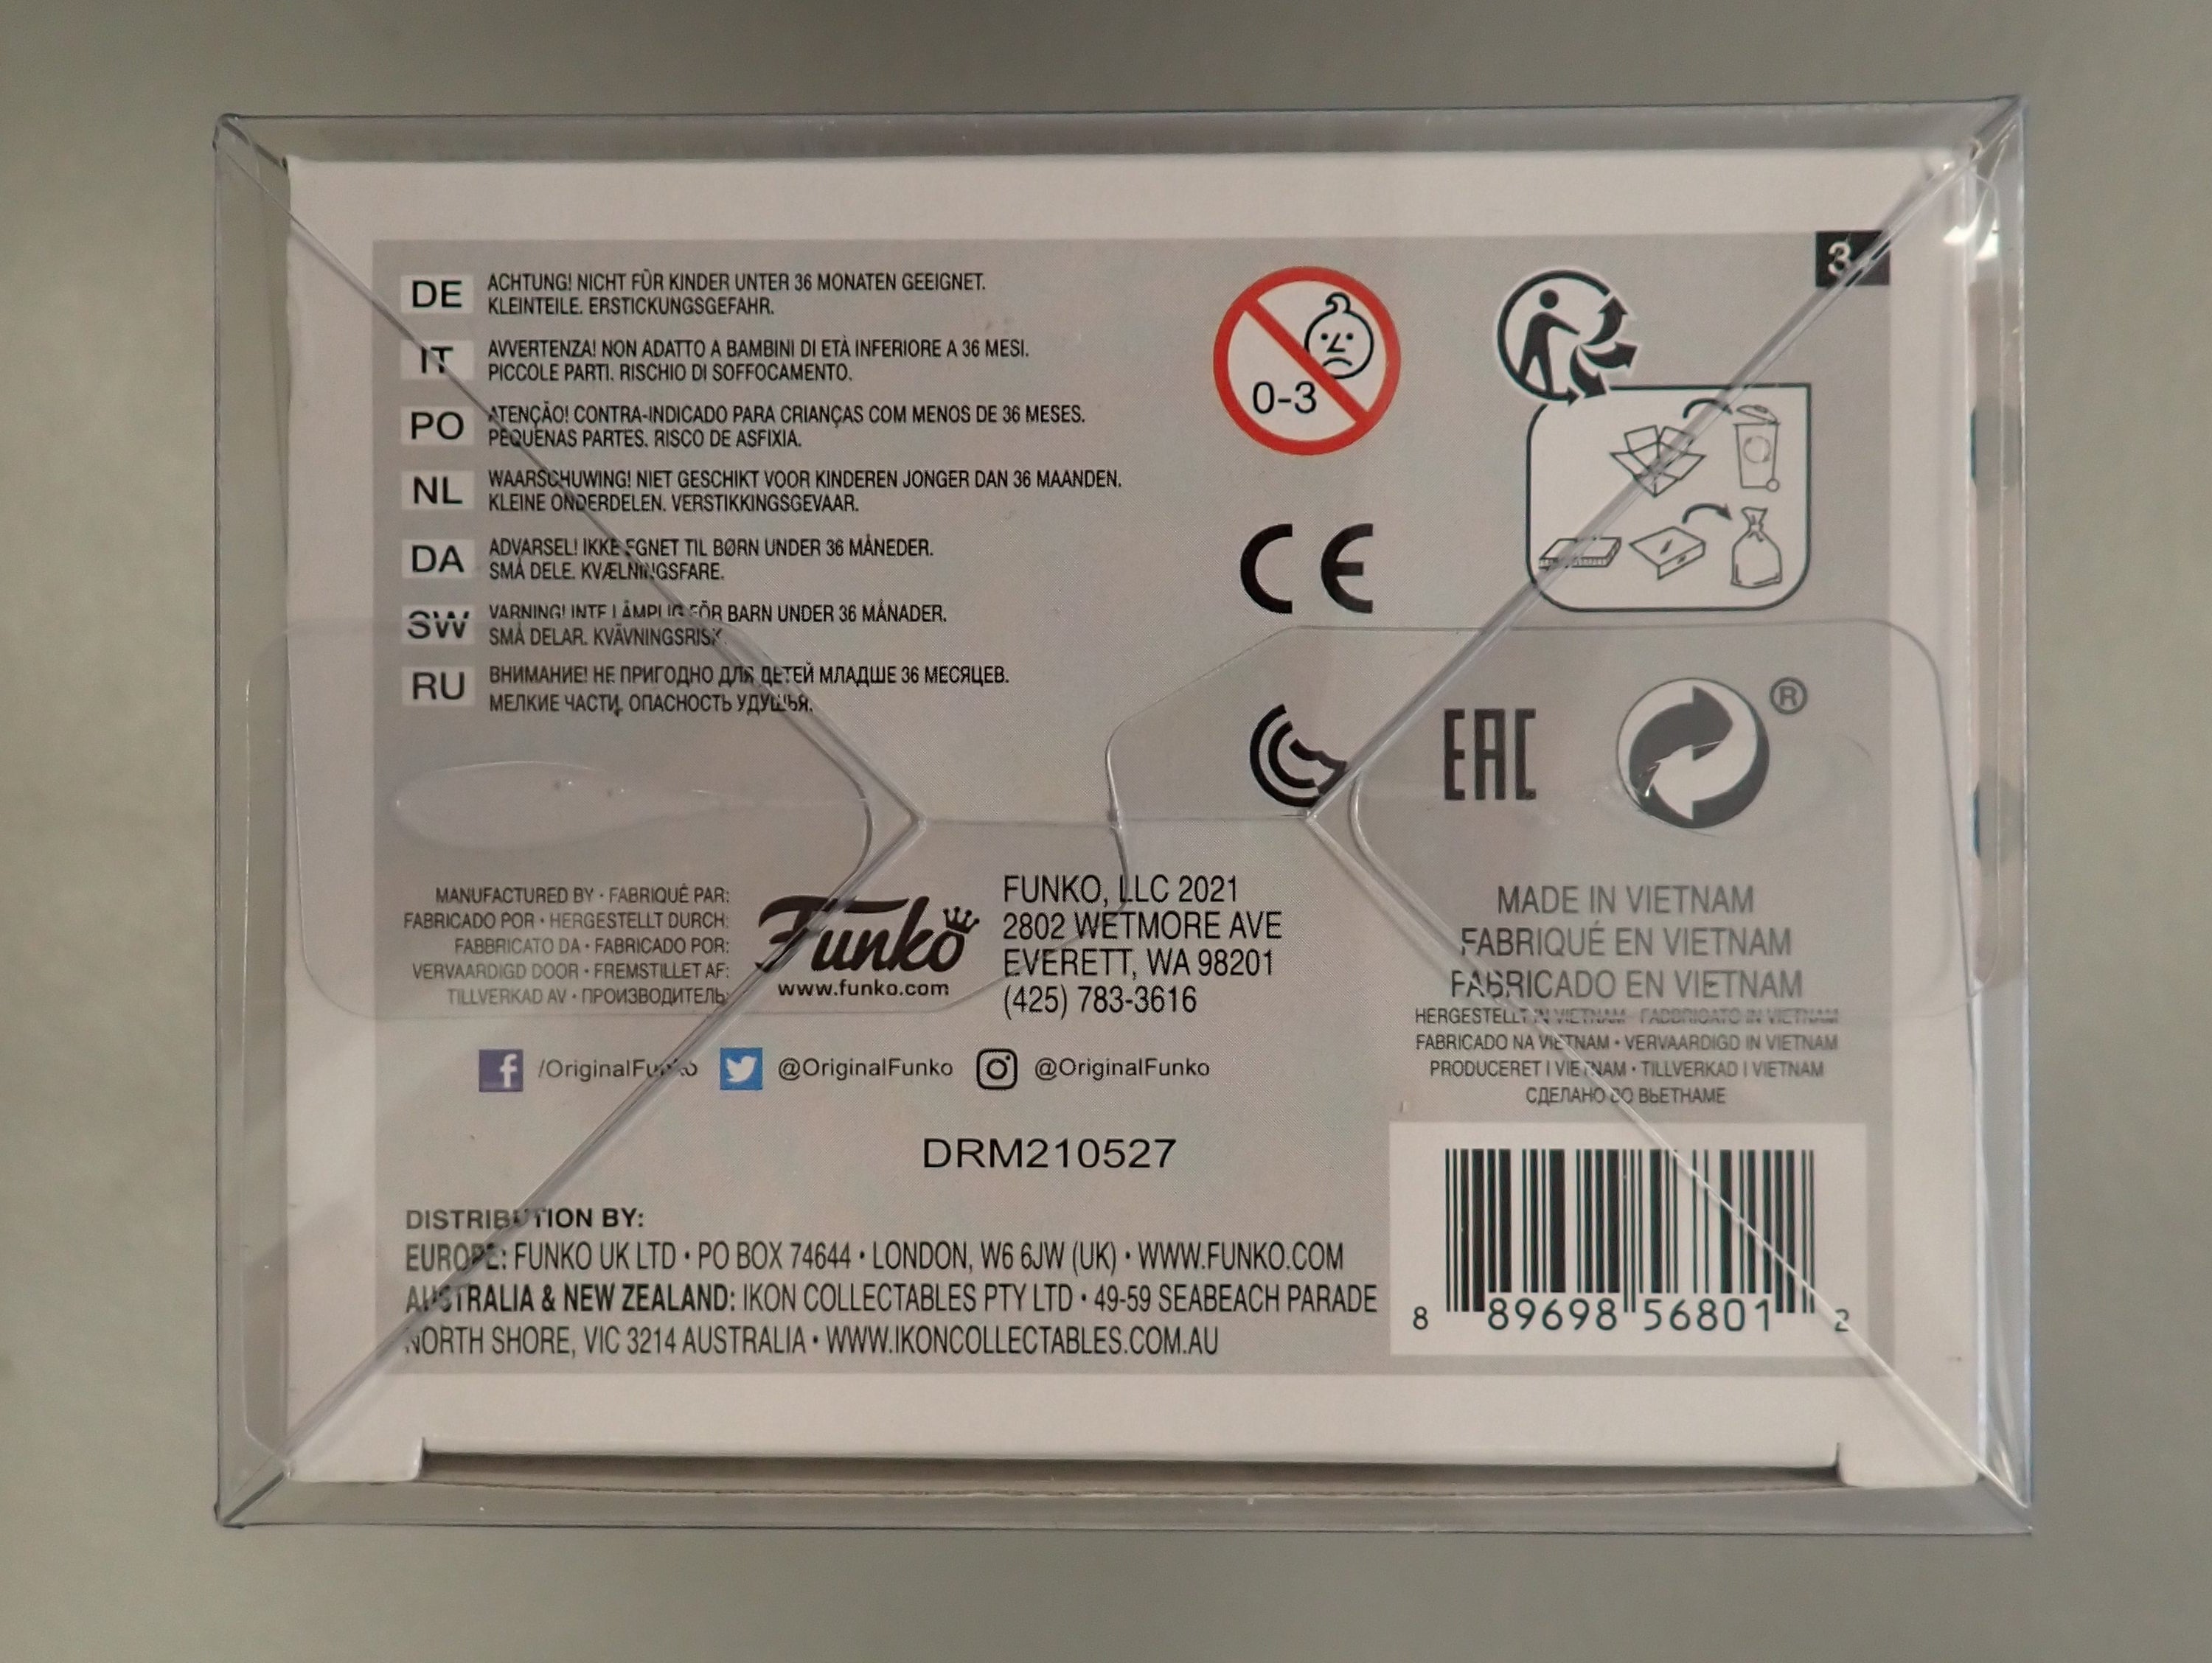 3
DE ACHTUNG! NICHT FÜR KINDER UNTER 36 MONATEN GEEIGNET.
KLEINTEILE. ERSTICKUNGSGEFAHR.
IT AVVERTENZA! NON ADATTO A BAMBINI DI ETÀ INFERIORE A 36 MESI.
PICCOLE PARTI. RISCHIO DI SOFFOCAMENTO.
PO ATENÇÃO! CONTRA-INDICADO PARA CRIANÇAS COM MENOS DE 36 MESES.
PEQUENAS PARTES. RISCO DE ASFIXIA.
NL WAARSCHUWING! NIET GESCHIKT VOOR KINDEREN JONGER DAN 36 MAANDEN.
KLEINE ONDERDELEN. VERSTIKKINGSGEVAAR.
DA ADVARSEL! IKKE EGNET TIL BØRN UNDER 36 MÅNEDER.
SMÅ DELE. KVÆLNINGSFARE.
SW VARNING! INTE LÄMPLIG FÖR BARN UNDER 36 MÅNADER.
SMÅ DELAR. KVÄVNINGSRISK.
RU ВНИМАНИЕ! НЕ ПРИГОДНО ДЛЯ ДЕТЕЙ МЛАДШЕ 36 МЕСЯЦЕВ.
МЕЛКИЕ ЧАСТИ. ОПАСНОСТЬ УДУШЬЯ.
0-3
CE
EAC
®
MANUFACTURED BY • FABRIQUÉ PAR:
FABRICADO POR • HERGESTELLT DURCH:
FABBRICATO DA • FABRICADO POR:
VERVAARDIGD DOOR • FREMSTILLET AF:
TILLVERKAD AV • ПРОИЗВОДИТЕЛЬ:
Funko
www.funko.com
FUNKO, LLC 2021
2802 WETMORE AVE
EVERETT, WA 98201
(425) 783-3616
MADE IN VIETNAM
FABRIQUÉ EN VIETNAM
FABRICADO EN VIETNAM
HERGESTELLT IN VIETNAM • FABBRICATO IN VIETNAM
FABRICADO NA VIETNAM • VERVAARDIGD IN VIETNAM
PRODUCERET I VIETNAM • TILLVERKAD I VIETNAM
СДЕЛАНО ВО ВЬЕТНАМЕ
f /OriginalFunko @OriginalFunko @OriginalFunko
DRM210527
DISTRIBUTION BY:
EUROPE: FUNKO UK LTD • PO BOX 74644 • LONDON, W6 6JW (UK) • WWW.FUNKO.COM
AUSTRALIA & NEW ZEALAND: IKON COLLECTABLES PTY LTD • 49-59 SEABEACH PARADE
NORTH SHORE, VIC 3214 AUSTRALIA • WWW.IKONCOLLECTABLES.COM.AU
8 89698 56801 2